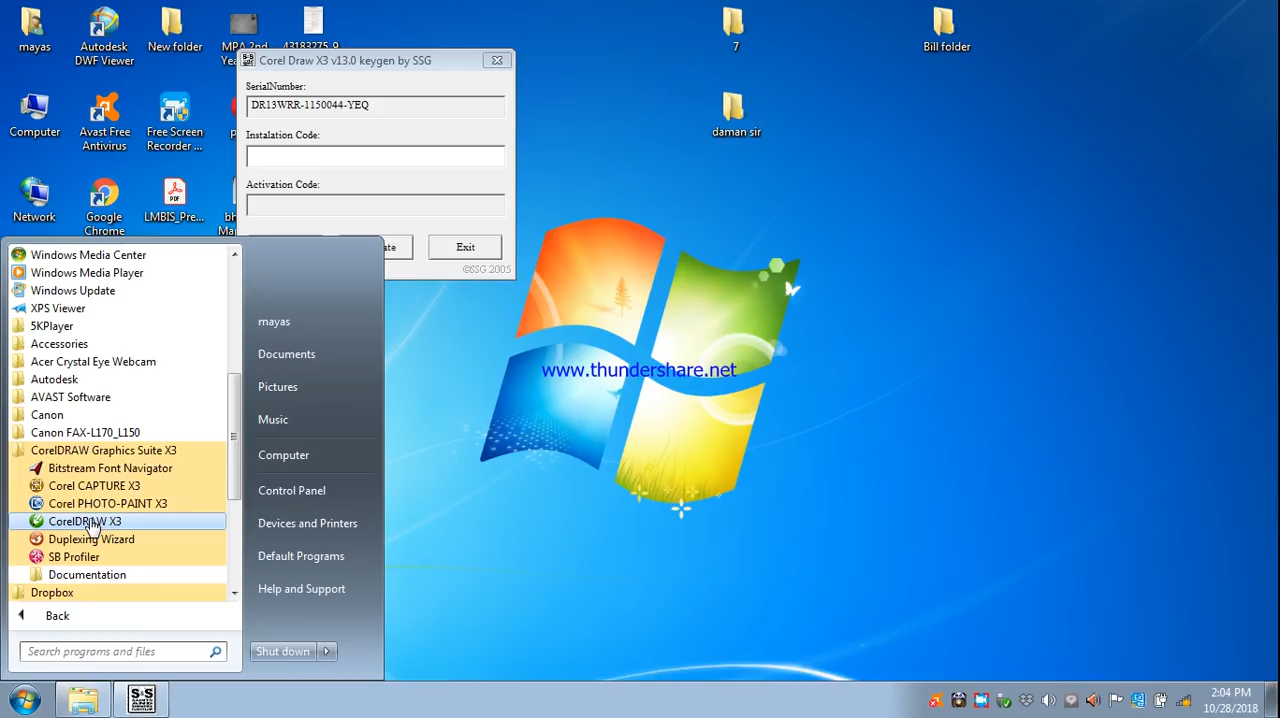 mayas
Autodesk
DWF Viewer
New folder
MPA 2nd
43183275_9
7
Bill folder
Corel Draw X3 v13.0 keygen by SSG
SerialNumber:
DR13WRR-1150044-YEQ
Instalation Code:
Activation Code:
Exit
©SSG 2005
Computer
Avast Free
Antivirus
Free Screen
Recorder ...
daman sir
Network
Google
Chrome
LMBIS_Pre...
Windows Media Center
Windows Media Player
Windows Update
XPS Viewer
5KPlayer
Accessories
Acer Crystal Eye Webcam
Autodesk
AVAST Software
Canon
Canon FAX-L170_L150
CorelDRAW Graphics Suite X3
Bitstream Font Navigator
Corel CAPTURE X3
Corel PHOTO-PAINT X3
CorelDRAW X3
Duplexing Wizard
SB Profiler
Documentation
Dropbox
Back
Search programs and files
mayas
Documents
Pictures
Music
Computer
Control Panel
Devices and Printers
Default Programs
Help and Support
Shut down
www.thundershare.net
S&S
2:04 PM
10/28/2018